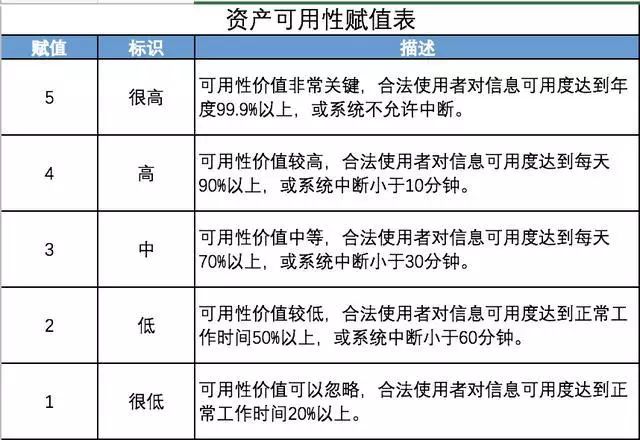 资产可用性赋值表
赋值 标识 描述
5 很高 可用性价值非常关键，合法使用者对信息可用度达到年
度99.9%以上，或系统不允许中断。
4 高 可用性价值较高，合法使用者对信息可用度达到每天
90%以上，或系统中断小于10分钟。
3 中 可用性价值中等，合法使用者对信息可用度达到每天
70%以上，或系统中断小于30分钟。
2 低 可用性价值较低，合法使用者对信息可用度达到正常工
作时间50%以上，或系统中断小于60分钟。
1 很低 可用性价值可以忽略，合法使用者对信息可用度达到正
常工作时间20%以上。